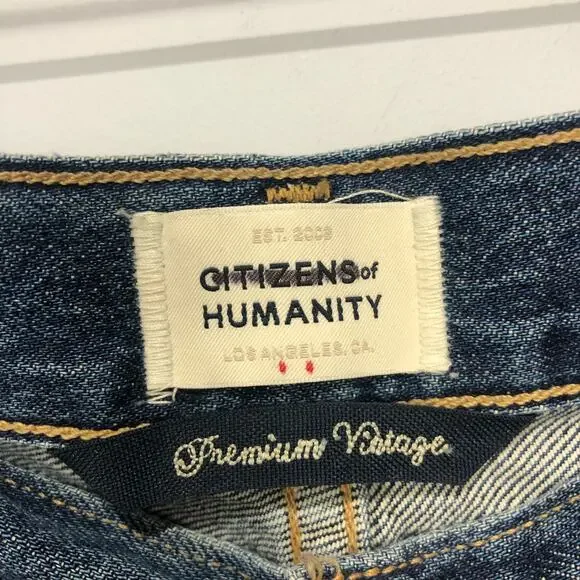 EST. 2003
CITIZENS of
HUMANITY
LOS ANGELES, CA.
Premium Vintage